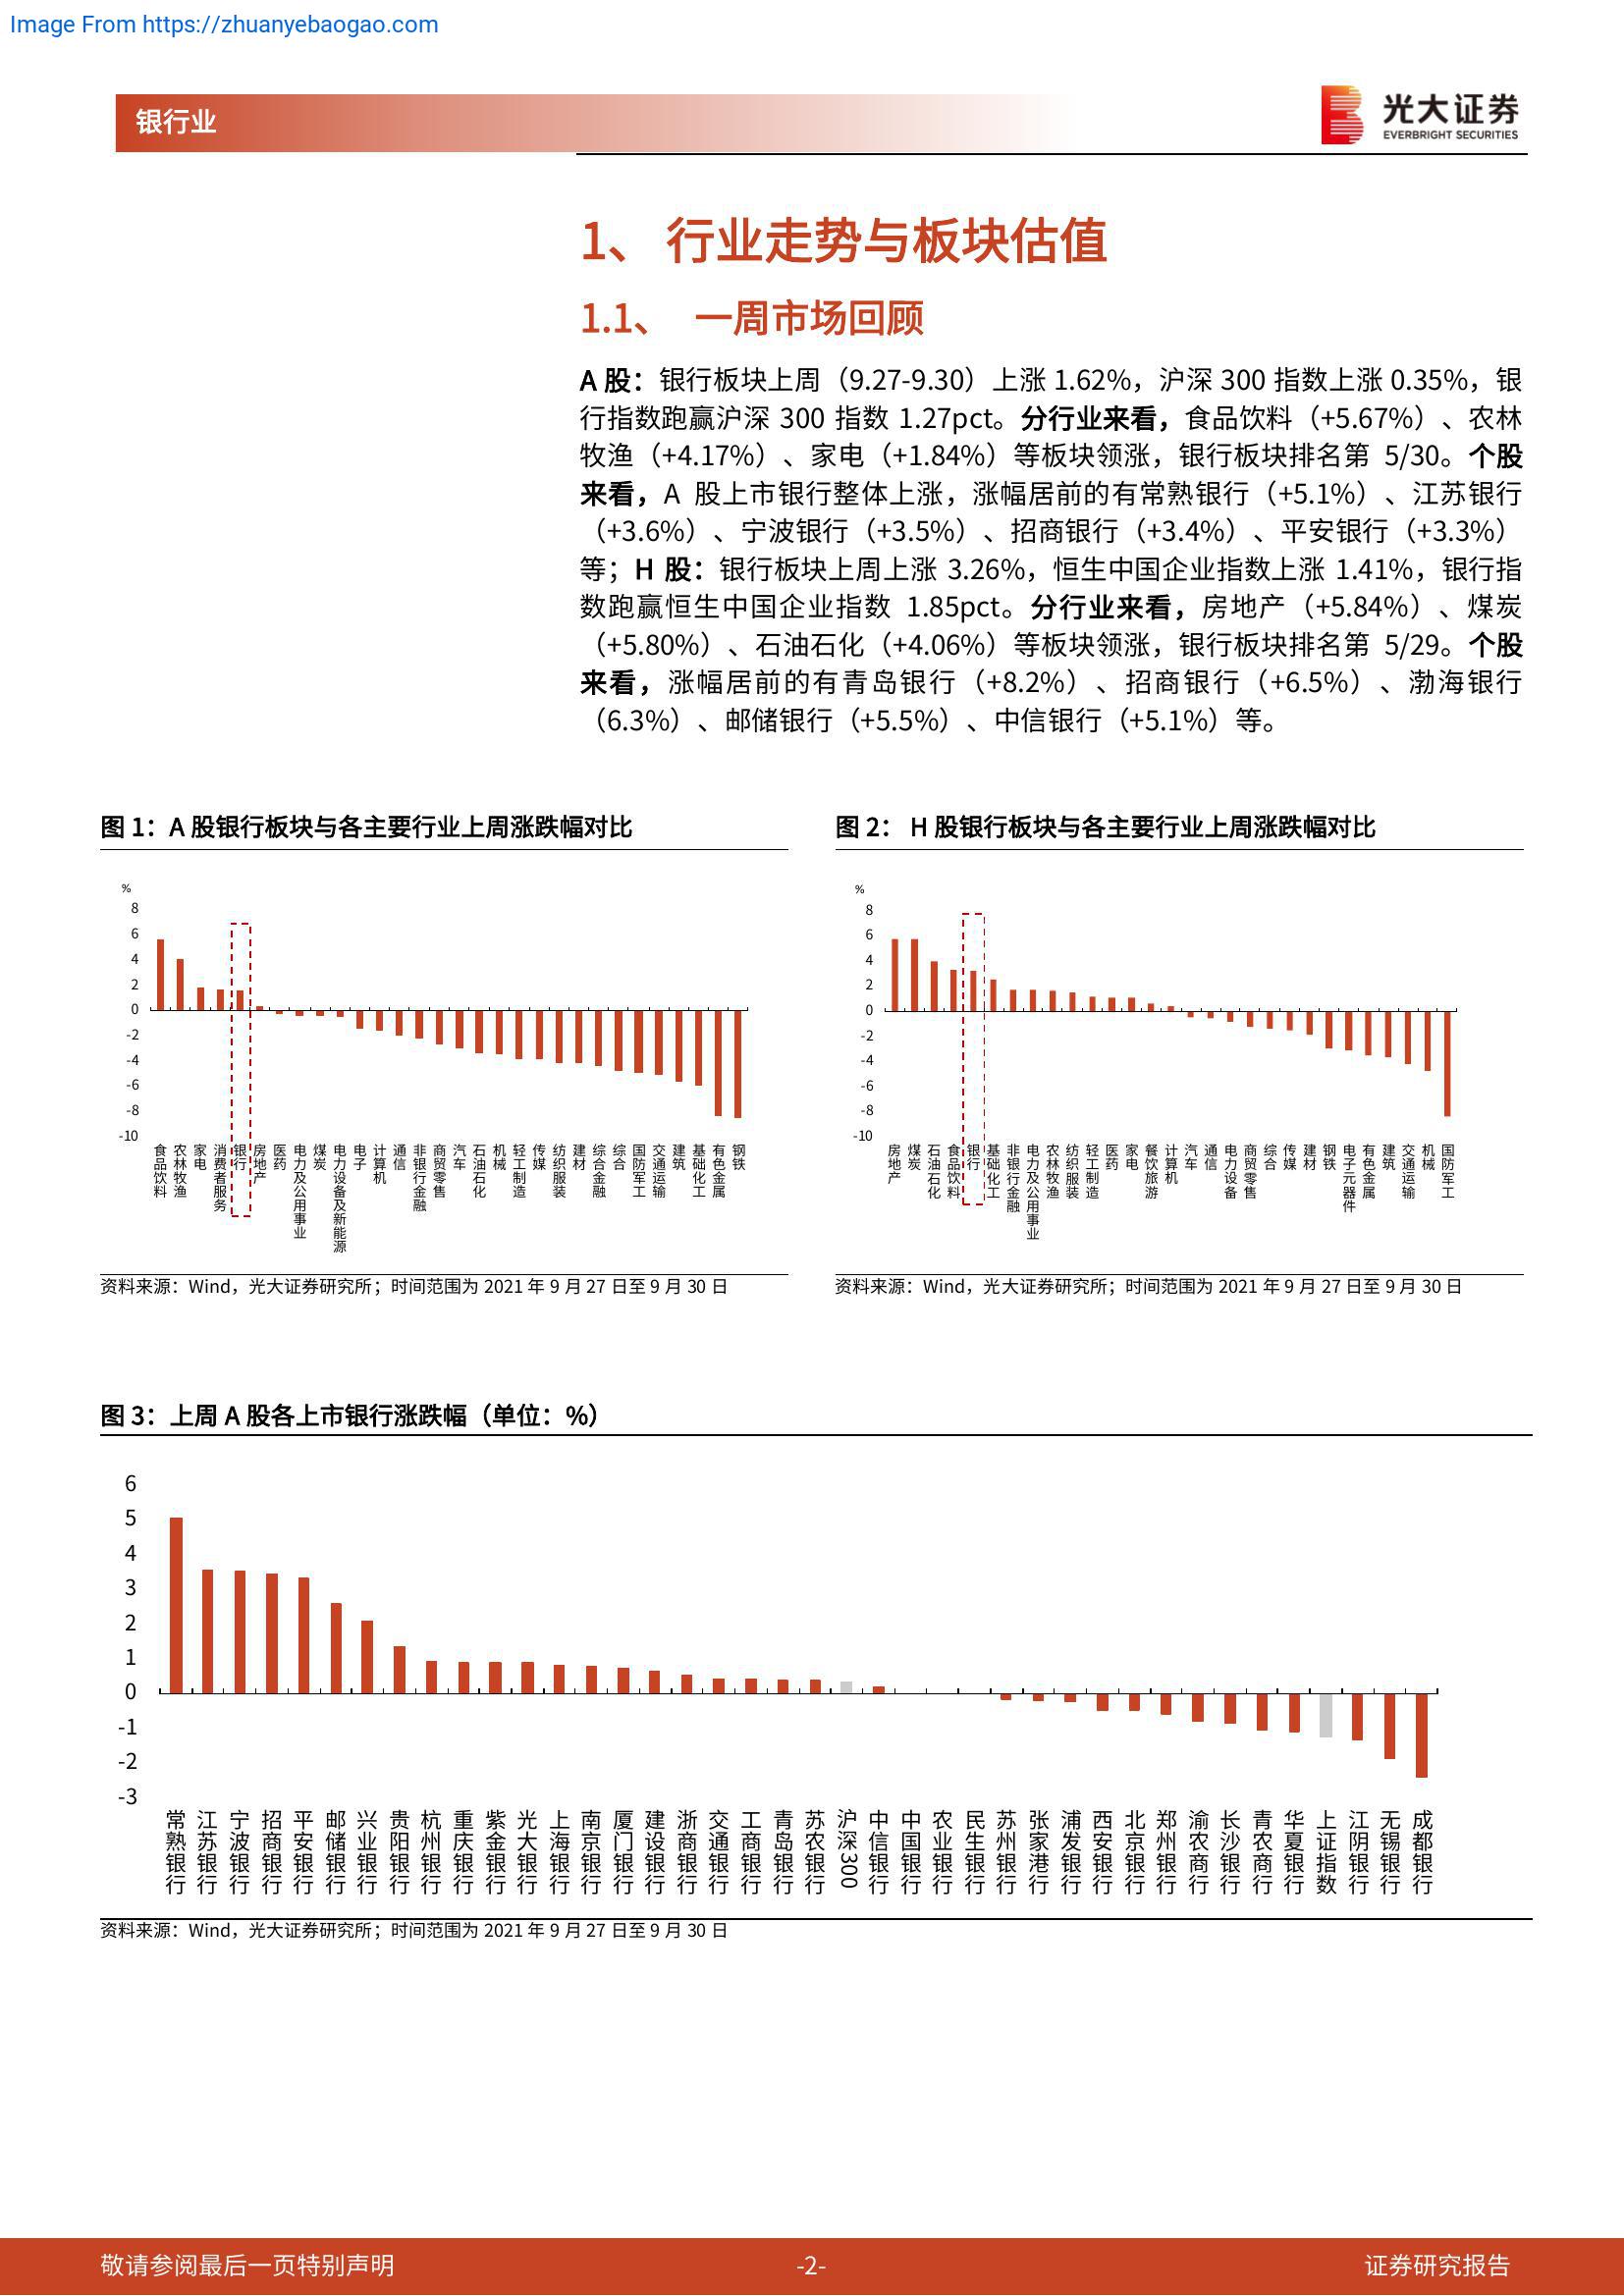 Image From https://zhuanyebaogao.com
银行业
光大证券
EVERBRIGHT SECURITIES
1、 行业走势与板块估值
1.1、 一周市场回顾
A 股：银行板块上周（9.27-9.30）上涨 1.62%，沪深 300 指数上涨 0.35%，银
行指数跑赢沪深 300 指数 1.27pct。分行业来看，食品饮料（+5.67%）、农林
牧渔（+4.17%）、家电（+1.84%）等板块领涨，银行板块排名第 5/30。个股
来看，A 股上市银行整体上涨，涨幅居前的有常熟银行（+5.1%）、江苏银行
（+3.6%）、宁波银行（+3.5%）、招商银行（+3.4%）、平安银行（+3.3%）
等；H 股：银行板块上周上涨 3.26%，恒生中国企业指数上涨 1.41%，银行指
数跑赢恒生中国企业指数 1.85pct。分行业来看，房地产（+5.84%）、煤炭
（+5.80%）、石油石化（+4.06%）等板块领涨，银行板块排名第 5/29。个股
来看，涨幅居前的有青岛银行（+8.2%）、招商银行（+6.5%）、渤海银行
（6.3%）、邮储银行（+5.5%）、中信银行（+5.1%）等。
图 1：A 股银行板块与各主要行业上周涨跌幅对比
%
8
6
4
2
0
-2
-4
-6
-8
-10
食品饮料
农林牧渔
家电
消费者服务
银行
房地产
医药
电力及公用事业
煤炭
电力设备及新能源
电子
计算机
通信
非银行金融
商贸零售
汽车
石油石化
机械
轻工制造
传媒
纺织服装
建材
综合金融
综合
国防军工
交通运输
建筑
基础化工
有色金属
钢铁
资料来源：Wind，光大证券研究所；时间范围为 2021 年 9 月 27 日至 9 月 30 日
图 2： H 股银行板块与各主要行业上周涨跌幅对比
%
8
6
4
2
0
-2
-4
-6
-8
-10
房地产
煤炭
石油石化
食品饮料
银行
基础化工
非银行金融
电力及公用事业
农林牧渔
纺织服装
轻工制造
医药
家电
餐饮旅游
计算机
汽车
通信
电力设备
商贸零售
综合
传媒
建材
钢铁
电子元器件
有色金属
建筑
交通运输
机械
国防军工
资料来源：Wind，光大证券研究所；时间范围为 2021 年 9 月 27 日至 9 月 30 日
图 3：上周 A 股各上市银行涨跌幅（单位：%）
6
5
4
3
2
1
0
-1
-2
-3
常熟银行
江苏银行
宁波银行
招商银行
平安银行
邮储银行
兴业银行
贵阳银行
杭州银行
重庆银行
紫金银行
光大银行
上海银行
南京银行
厦门银行
建设银行
浙商银行
交通银行
工商银行
青岛银行
苏农银行
沪深300
中信银行
中国银行
农业银行
民生银行
苏州银行
张家港行
浦发银行
西安银行
北京银行
郑州银行
渝农商行
长沙银行
青农商行
华夏银行
上证指数
江阴银行
无锡银行
成都银行
资料来源：Wind，光大证券研究所；时间范围为 2021 年 9 月 27 日至 9 月 30 日
敬请参阅最后一页特别声明
-2-
证券研究报告